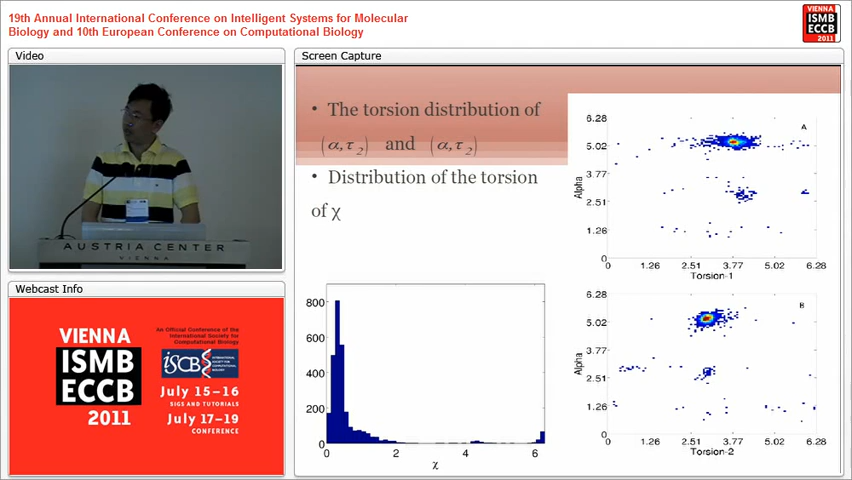 19th Annual International Conference on Intelligent Systems for Molecular
Biology and 10th European Conference on Computational Biology
VIENNA
ISMB
ECCB
2011
Video
AUSTRIA CENTER
VIENNA
Screen Capture
• The torsion distribution of
(α,τ2) and (α,τ2)
• Distribution of the torsion
of χ
800
600
400
200
0
0 2 4 6
χ
6.28
5.02
3.77
2.51
1.26
0
Alpha
A
0 1.26 2.51 3.77 5.02 6.28
Torsion-1
6.28
5.02
3.77
2.51
1.26
0
Alpha
B
0 1.26 2.51 3.77 5.02 6.28
Torsion-2
Webcast Info
VIENNA
ISMB
ECCB
2011
An Official Conference of the
International Society for
Computational Biology
ISCB
INTERNATIONAL
SOCIETY FOR
COMPUTATIONAL
BIOLOGY
July 15–16
SIGS AND TUTORIALS
July 17–19
CONFERENCE